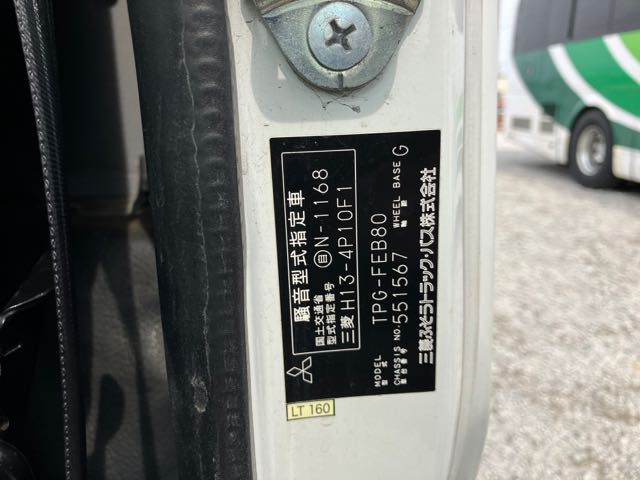 騒音型式指定車
国土交通省
型式指定番号 自N-1168
三菱 H13-4P10F1
MODEL
型式 TPG-FEB80
CHASSIS NO. 551567 WHEEL BASE G
車台番号 軸距
三菱ふそうトラック・バス株式会社
LT 160